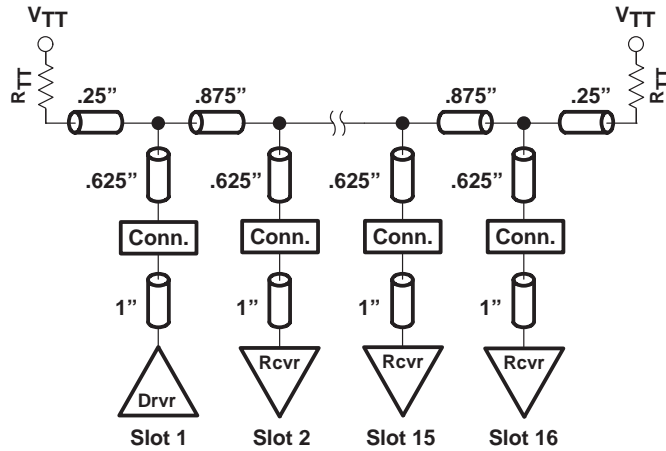 VTT VTT
RTT RTT
.25” .875” .875” .25”
.625” .625” .625” .625”
Conn. Conn. Conn. Conn.
1” 1” 1” 1”
Drvr Rcvr Rcvr Rcvr
Slot 1 Slot 2 Slot 15 Slot 16